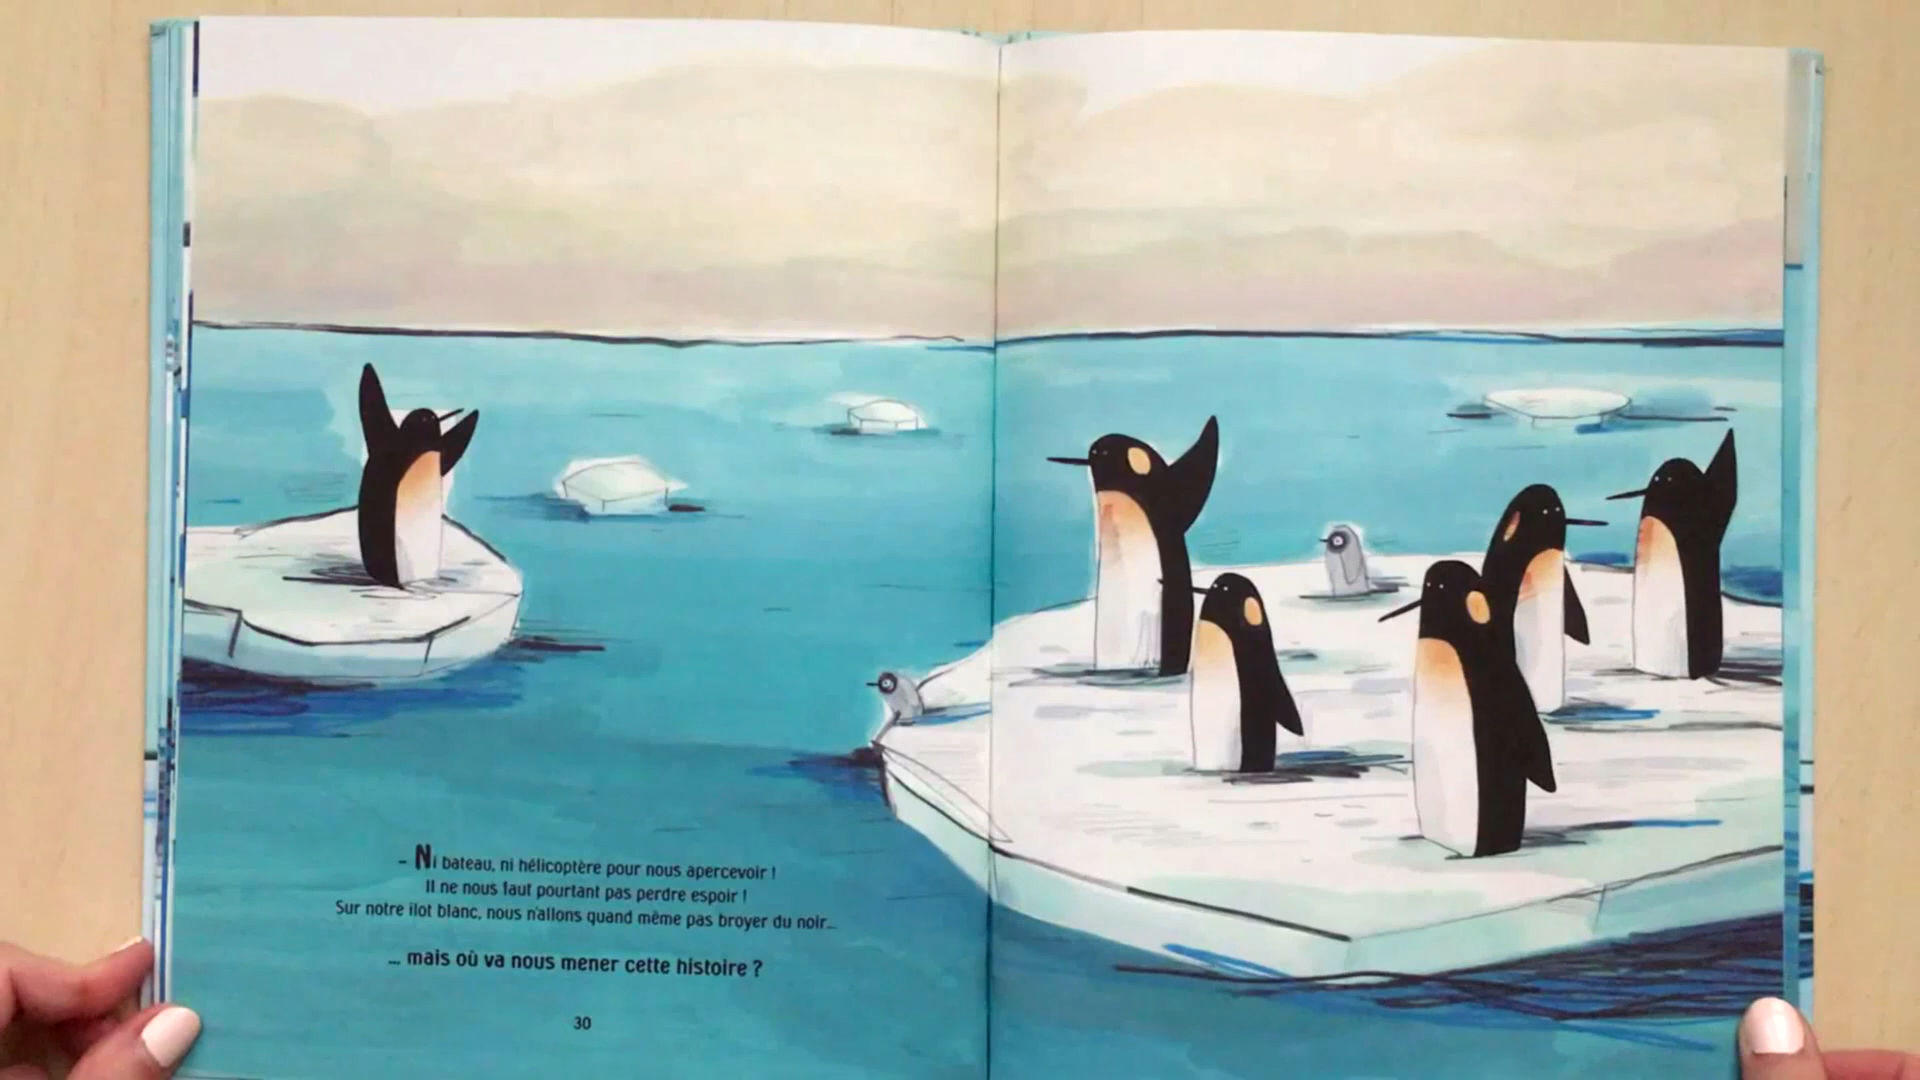 – Ni bateau, ni hélicoptère pour nous apercevoir !
Il ne nous faut pourtant pas perdre espoir !
Sur notre îlot blanc, nous n'allons quand même pas broyer du noir...
... mais où va nous mener cette histoire ?
30